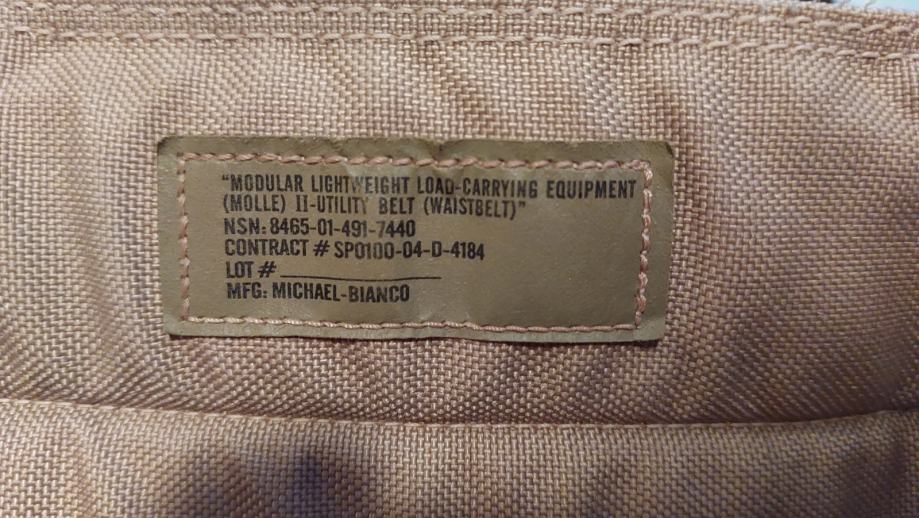 "MODULAR LIGHTWEIGHT LOAD-CARRYING EQUIPMENT
(MOLLE) II-UTILITY BELT (WAISTBELT)"
NSN: 8465-01-491-7440
CONTRACT # SP0100-04-D-4184
LOT # ____________________
MFG: MICHAEL-BIANCO